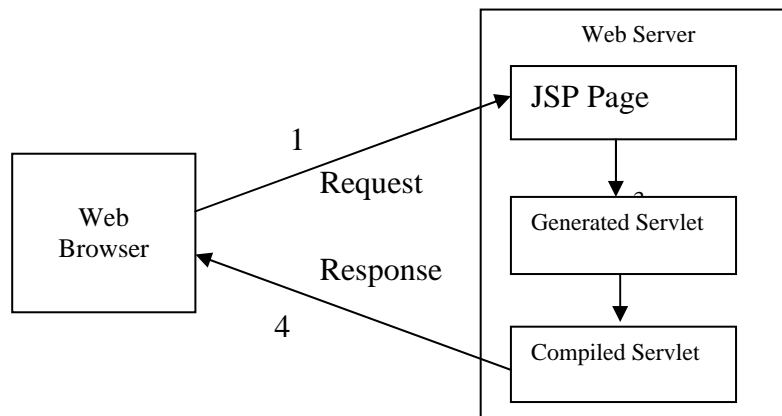 Web Server
JSP Page
1
Request
Web
Browser
Generated Servlet
Response
4
Compiled Servlet